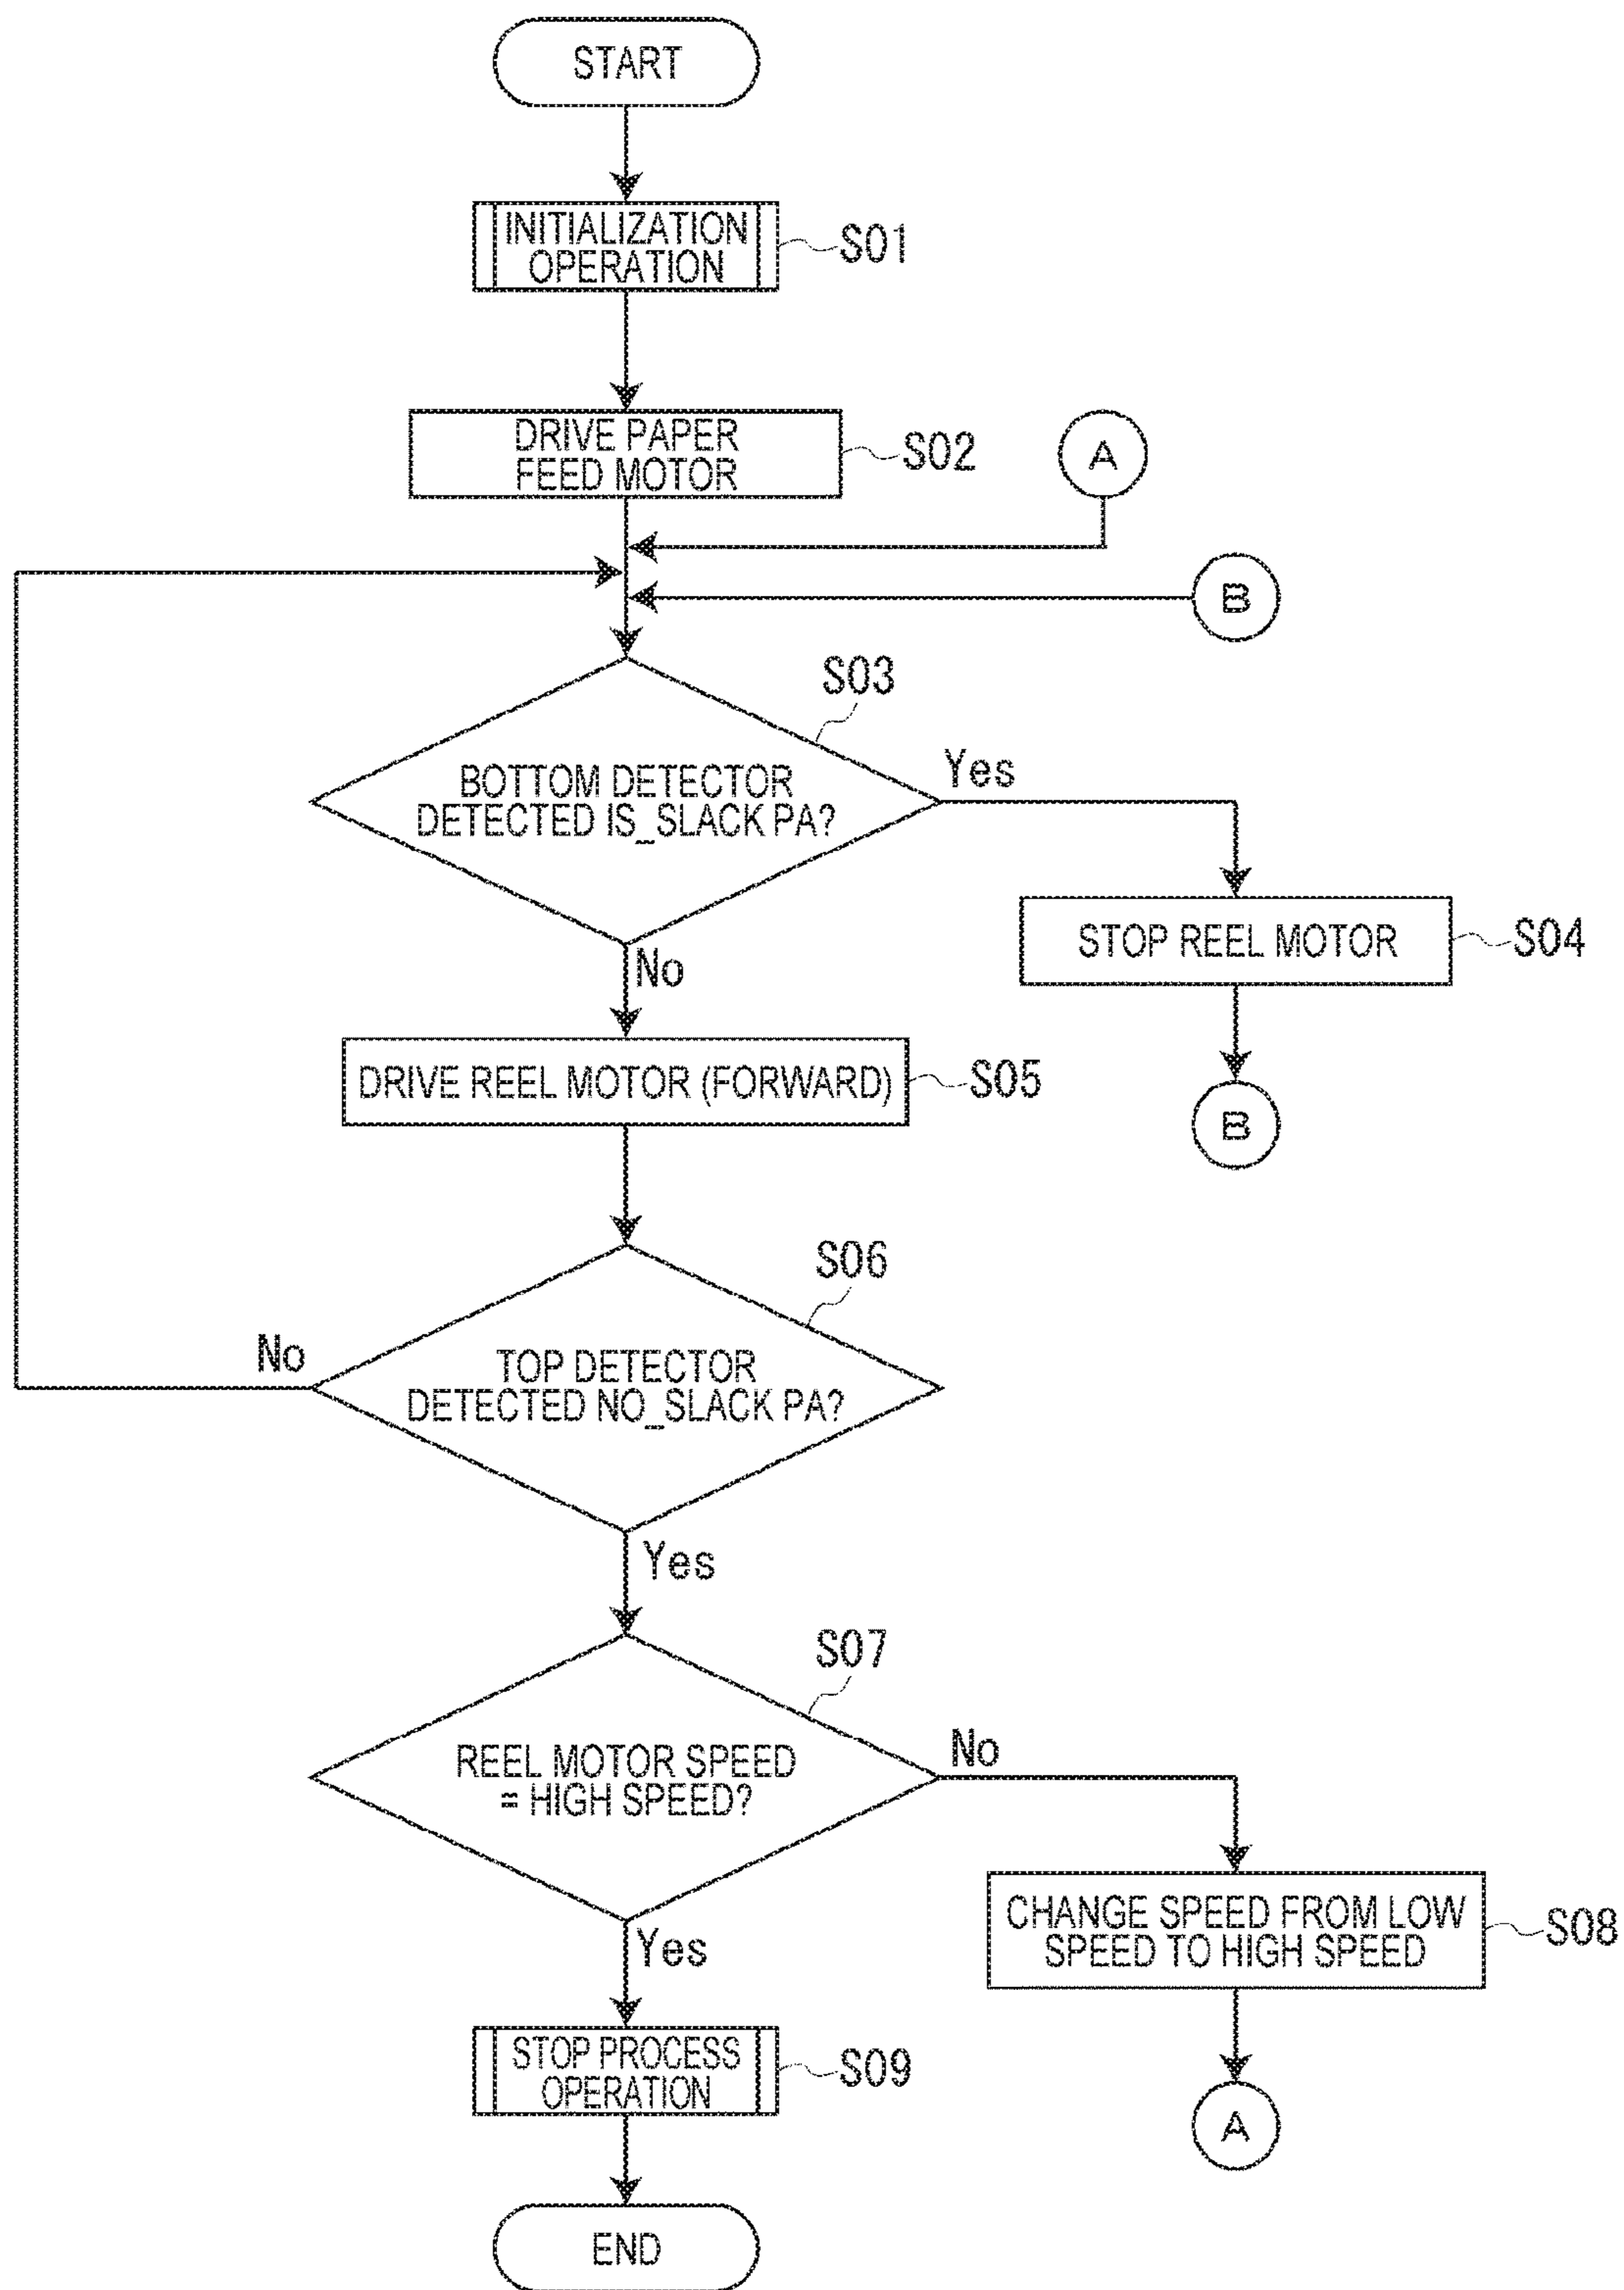 START
INITIALIZATION
OPERATION
S01
DRIVE PAPER
FEED MOTOR
S02
A
B
S03
BOTTOM DETECTOR
DETECTED IS_SLACK PA?
Yes
No
STOP REEL MOTOR
S04
B
DRIVE REEL MOTOR (FORWARD)
S05
S06
TOP DETECTOR
DETECTED NO_SLACK PA?
No
Yes
S07
REEL MOTOR SPEED
= HIGH SPEED?
No
Yes
CHANGE SPEED FROM LOW
SPEED TO HIGH SPEED
S08
A
STOP PROCESS
OPERATION
S09
END